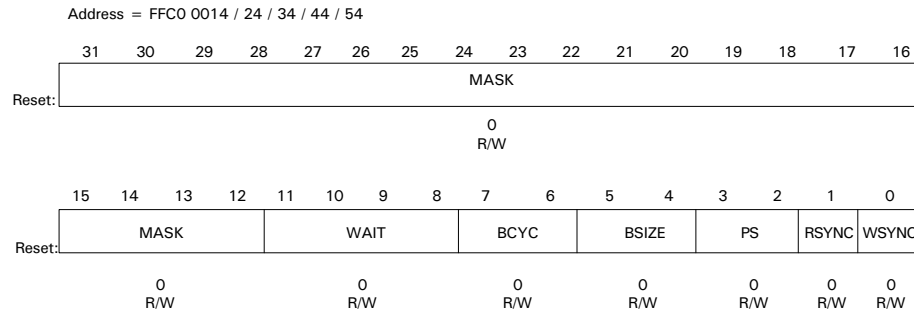 Address = FFC0 0014 / 24 / 34 / 44 / 54
31 30 29 28 27 26 25 24 23 22 21 20 19 18 17 16
MASK
Reset:
0
R/W
15 14 13 12 11 10 9 8 7 6 5 4 3 2 1 0
MASK WAIT BCYC BSIZE PS RSYNC WSYNC
Reset:
0 0 0 0 0 0 0
R/W R/W R/W R/W R/W R/W R/W